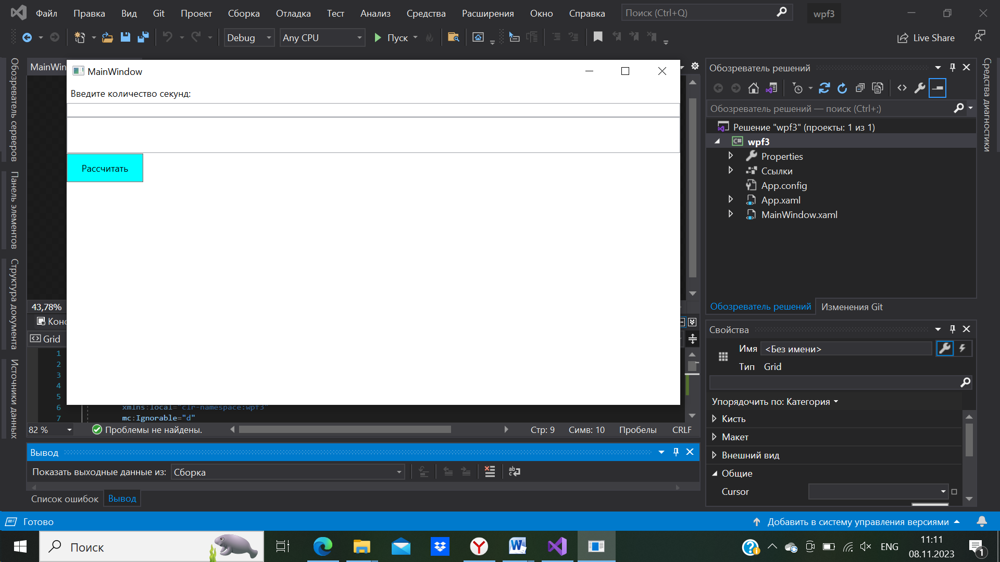 Файл Правка Вид Git Проект Сборка Отладка Тест Анализ Средства Расширения Окно Справка Поиск (Ctrl+Q) wpf3
Debug Any CPU Пуск Live Share
Обозреватель серверов
Панель элементов
Структура документа
Источники данных
MainWin
MainWindow
Введите количество секунд:
Рассчитать
43,78%
Grid
1
2
3
4
5
6 xmlns:local="clr-namespace:wpf3"
7 mc:Ignorable="d"
82 % Проблемы не найдены. Стр: 9 Симв: 10 Пробелы CRLF
Вывод
Показать выходные данные из: Сборка
Список ошибок Вывод
Обозреватель решений
Обозреватель решений — поиск (Ctrl+;)
Решение "wpf3" (проекты: 1 из 1)
C# wpf3
Properties
Ссылки
App.config
App.xaml
MainWindow.xaml
Обозреватель решений Изменения Git
Свойства
Имя <Без имени>
Тип Grid
Упорядочить по: Категория
Кисть
Макет
Внешний вид
Общие
Cursor
Средства диагностики
Готово Добавить в систему управления версиями
Поиск ENG 11:11
08.11.2023 1